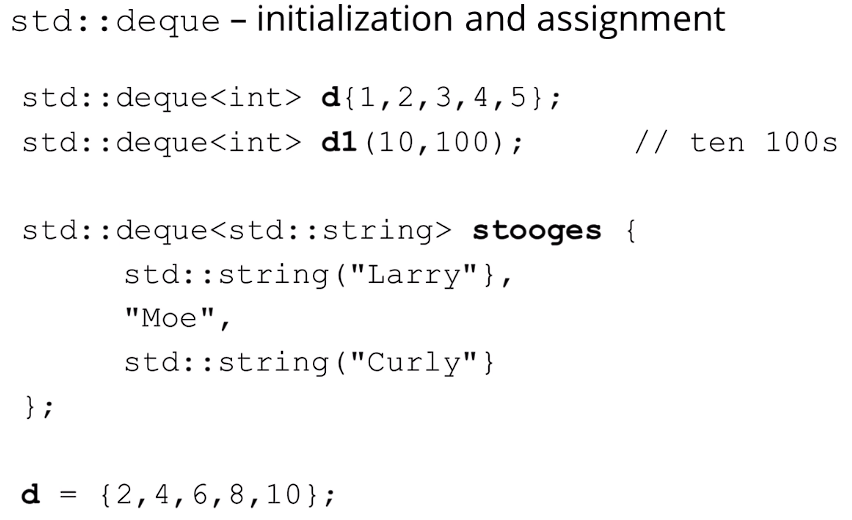 std::deque – initialization and assignment
std::deque<int> d{1,2,3,4,5};
std::deque<int> d1(10,100);      // ten 100s
std::deque<std::string> stooges {
std::string("Larry"},
"Moe",
std::string("Curly"}
};
d = {2,4,6,8,10};